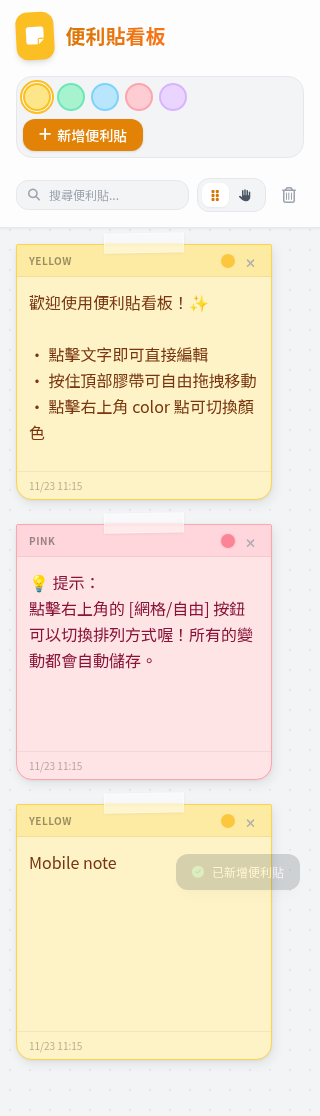 便利貼看板
新增便利貼
搜尋便利貼...
YELLOW
歡迎使用便利貼看板！✨
• 點擊文字即可直接編輯
• 按住頂部膠帶可自由拖拽移動
• 點擊右上角 color 點可切換顏
色
11/23 11:15
PINK
💡 提示：
點擊右上角的 [網格/自由] 按鈕
可以切換排列方式喔！所有的變
動都會自動儲存。
11/23 11:15
YELLOW
Mobile note
已新增便利貼
11/23 11:15